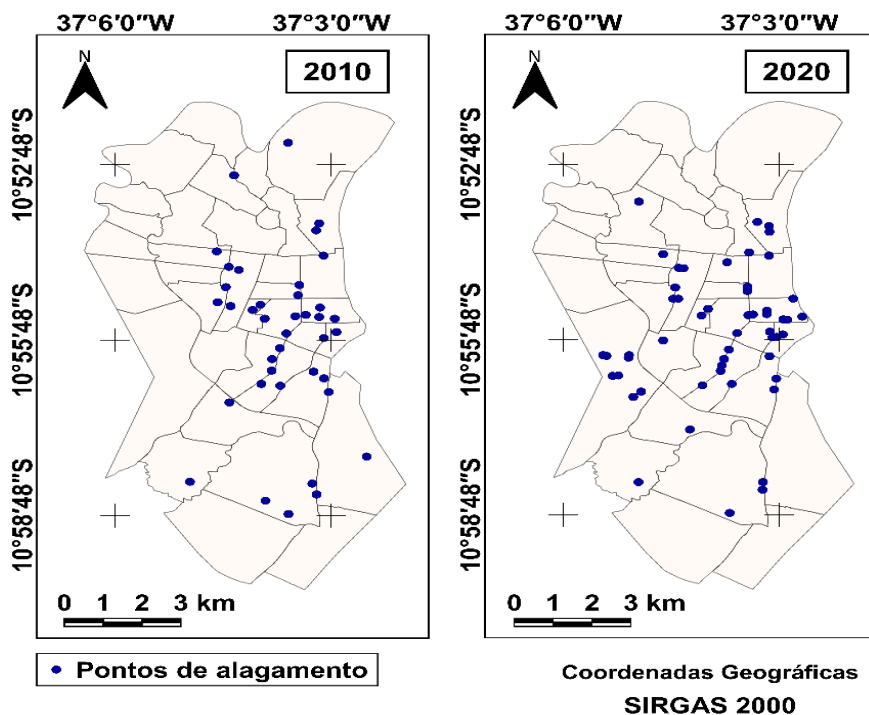 37°6′0″W 37°3′0″W
N
2010
10°52′48″S
10°55′48″S
10°58′48″S
0 1 2 3 km
37°6′0″W 37°3′0″W
N
2020
10°52′48″S
10°55′48″S
10°58′48″S
0 1 2 3 km
Pontos de alagamento
Coordenadas Geográficas
SIRGAS 2000